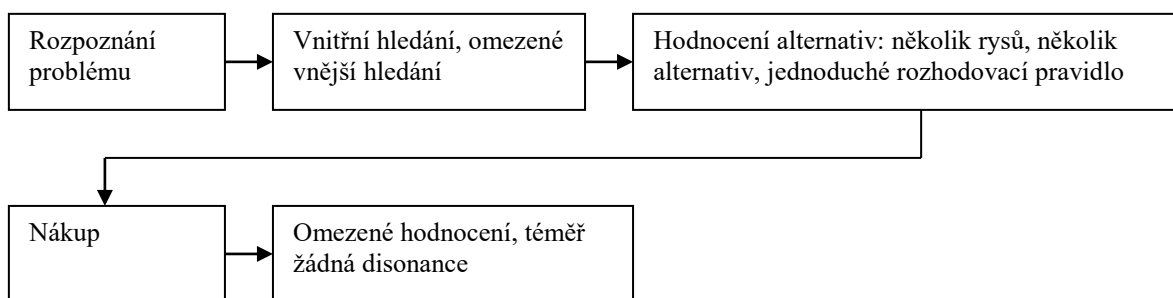 Rozpoznání
problému
Vnitřní hledání, omezené
vnější hledání
Hodnocení alternativ: několik rysů, několik
alternativ, jednoduché rozhodovací pravidlo
Nákup
Omezené hodnocení, téměř
žádná disonance